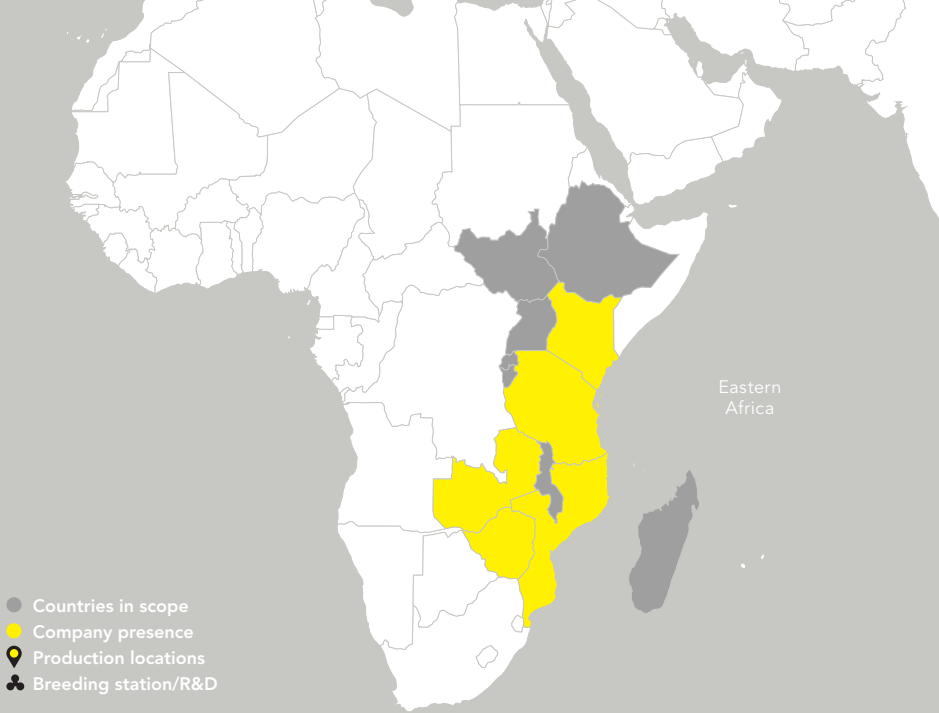 Eastern
Africa
Countries in scope
Company presence
Production locations
Breeding station/R&D